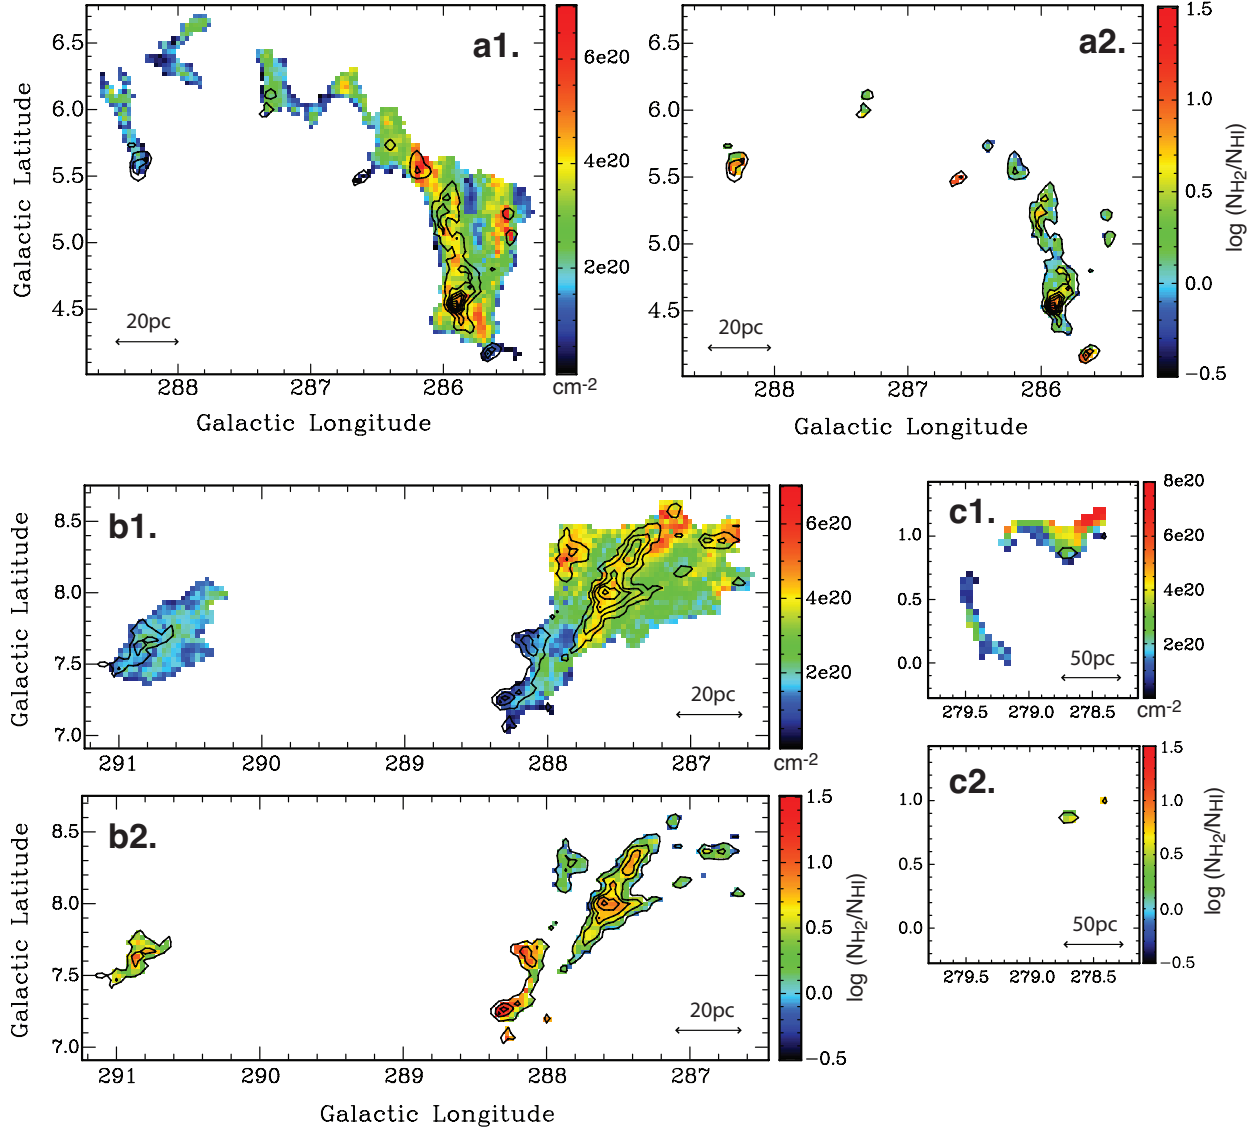 a1.
6.5
6.0
5.5
5.0
4.5
Galactic Latitude
20pc
288
287
286
Galactic Longitude
6e20
4e20
2e20
cm-2
a2.
6.5
6.0
5.5
5.0
4.5
Galactic Latitude
20pc
288
287
286
Galactic Longitude
1.5
1.0
0.5
0.0
−0.5
log (NH2/NHI)
b1.
8.5
8.0
7.5
7.0
Galactic Latitude
20pc
291
290
289
288
287
6e20
4e20
2e20
cm-2
c1.
1.0
0.5
0.0
50pc
279.5
279.0
278.5
8e20
6e20
4e20
2e20
cm-2
b2.
8.5
8.0
7.5
7.0
Galactic Latitude
20pc
291
290
289
288
287
Galactic Longitude
1.5
1.0
0.5
0.0
−0.5
log (NH2/NHI)
c2.
1.0
0.5
0.0
50pc
279.5
279.0
278.5
1.5
1.0
0.5
0.0
−0.5
log (NH2/NHI)